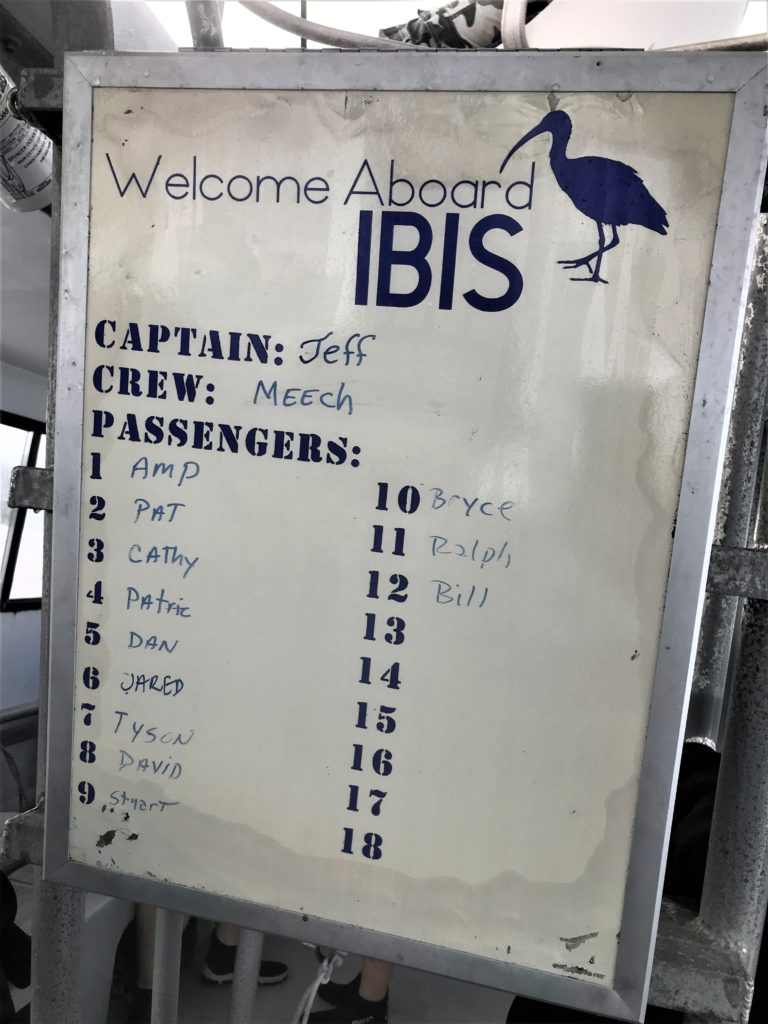 Welcome Aboard
IBIS
CAPTAIN: Jeff
CREW: MEECh
PASSENGERS:
1 AMP
2 PAT
3 CAThy
4 PAtric
5 DAN
6 JARED
7 TYSON
8 DAVID
9 Stuart
10 Bryce
11 Ralph
12 Bill
13
14
15
16
17
18